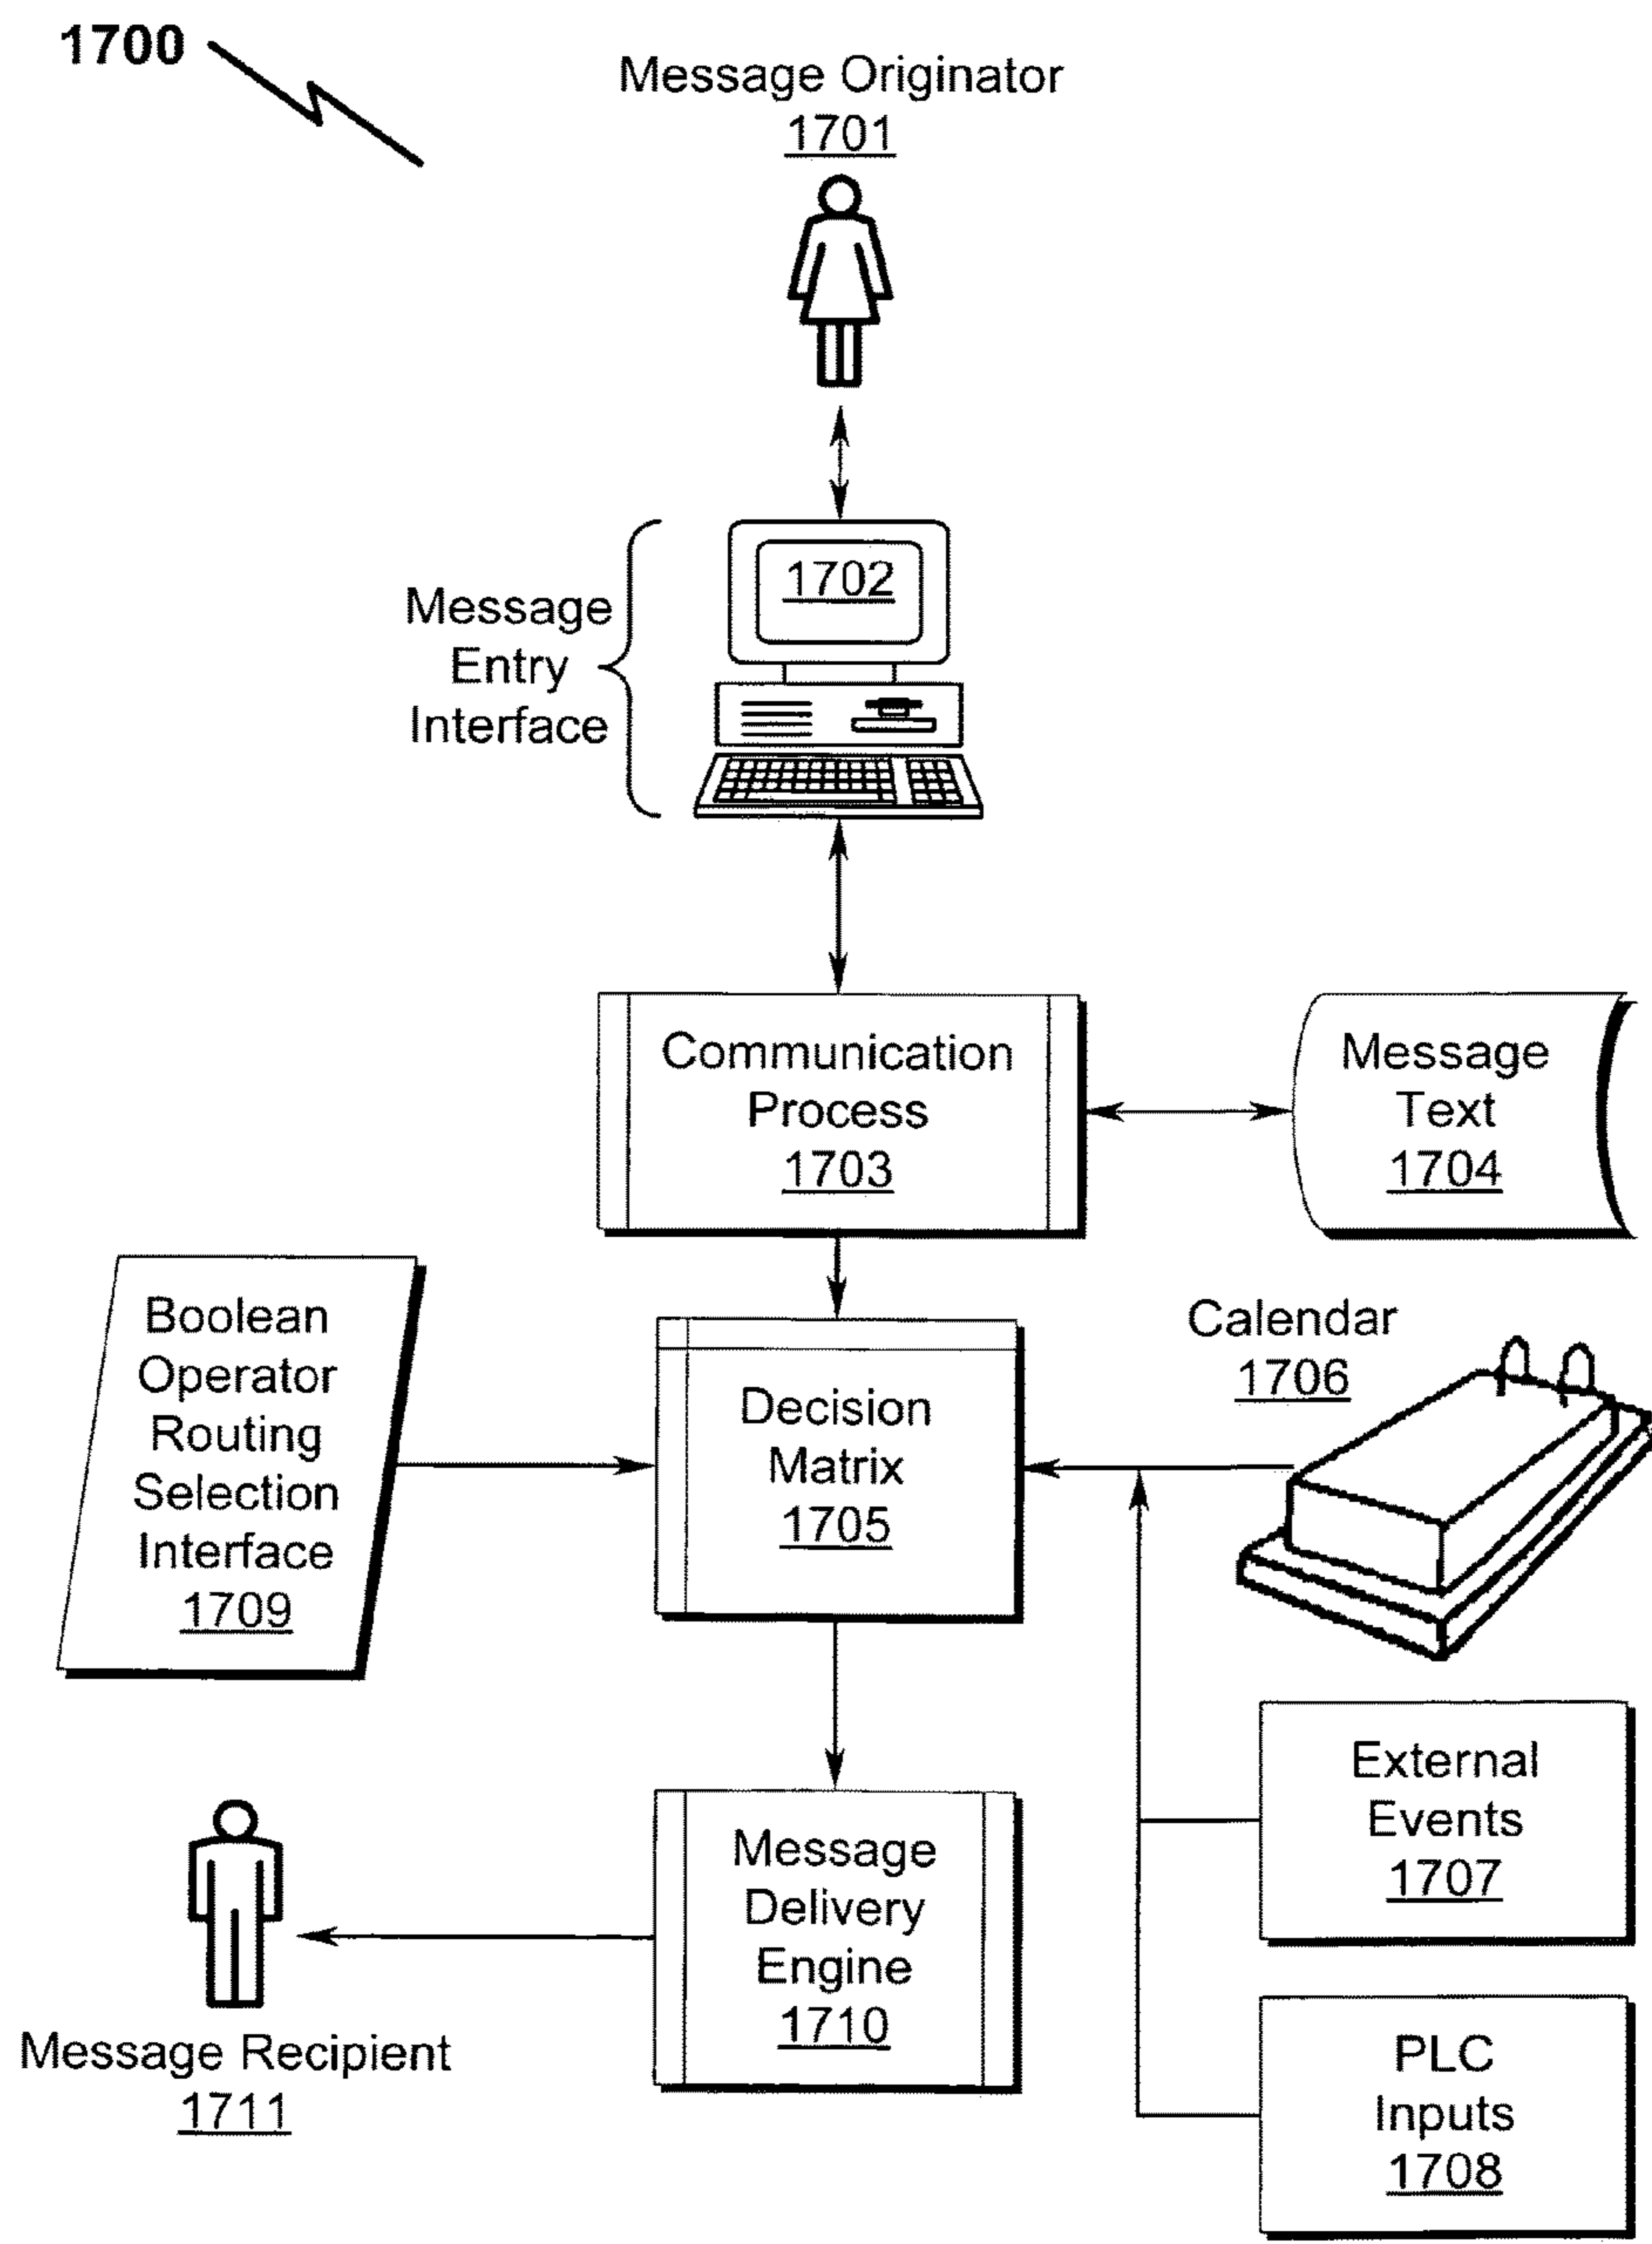 1700
Message Originator
1701
1702
Message
Entry
Interface
Communication
Process
1703
Message
Text
1704
Boolean
Operator
Routing
Selection
Interface
1709
Decision
Matrix
1705
Calendar
1706
External
Events
1707
Message
Delivery
Engine
1710
Message Recipient
1711
PLC
Inputs
1708